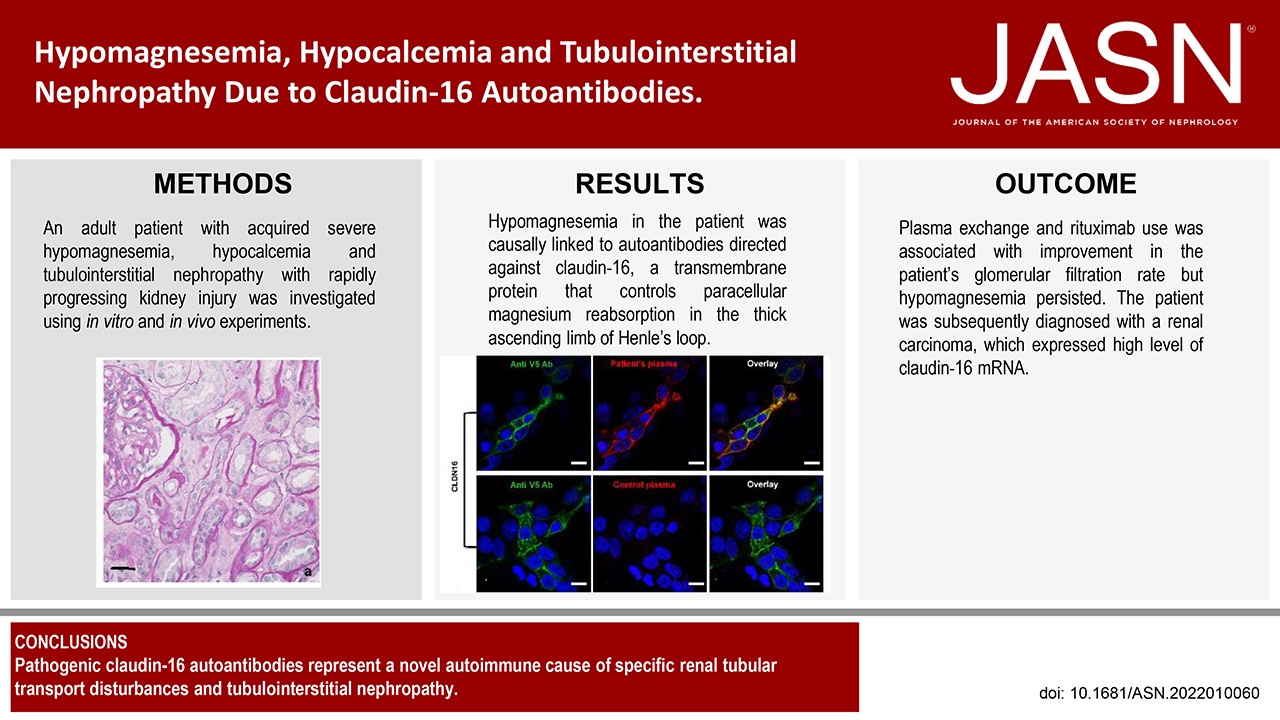 Hypomagnesemia, Hypocalcemia and Tubulointerstitial
Nephropathy Due to Claudin-16 Autoantibodies.
JASN®
JOURNAL OF THE AMERICAN SOCIETY OF NEPHROLOGY
METHODS
An adult patient with acquired severe
hypomagnesemia, hypocalcemia and
tubulointerstitial nephropathy with rapidly
progressing kidney injury was investigated
using in vitro and in vivo experiments.
a
RESULTS
Hypomagnesemia in the patient was
causally linked to autoantibodies directed
against claudin-16, a transmembrane
protein that controls paracellular
magnesium reabsorption in the thick
ascending limb of Henle's loop.
Anti V5 Ab
Patient's plasma
Overlay
CLDN16
Anti V5 Ab
Control plasma
Overlay
OUTCOME
Plasma exchange and rituximab use was
associated with improvement in the
patient's glomerular filtration rate but
hypomagnesemia persisted. The patient
was subsequently diagnosed with a renal
carcinoma, which expressed high level of
claudin-16 mRNA.
CONCLUSIONS
Pathogenic claudin-16 autoantibodies represent a novel autoimmune cause of specific renal tubular
transport disturbances and tubulointerstitial nephropathy.
doi: 10.1681/ASN.2022010060